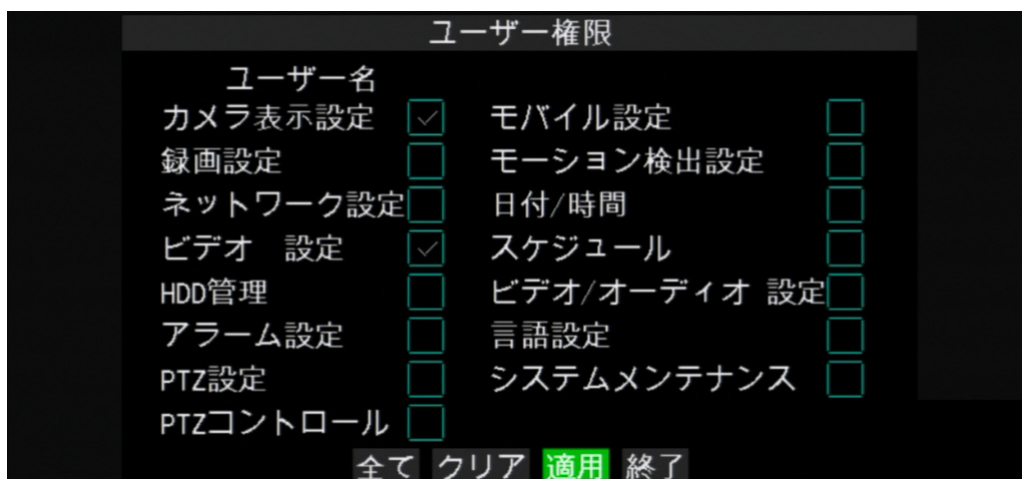 ユーザー権限
ユーザー名
カメラ表示設定 モバイル設定
録画設定 モーション検出設定
ネットワーク設定 日付/時間
ビデオ 設定 スケジュール
HDD管理 ビデオ/オーディオ 設定
アラーム設定 言語設定
PTZ設定 システムメンテナンス
PTZコントロール
全て クリア 適用 終了